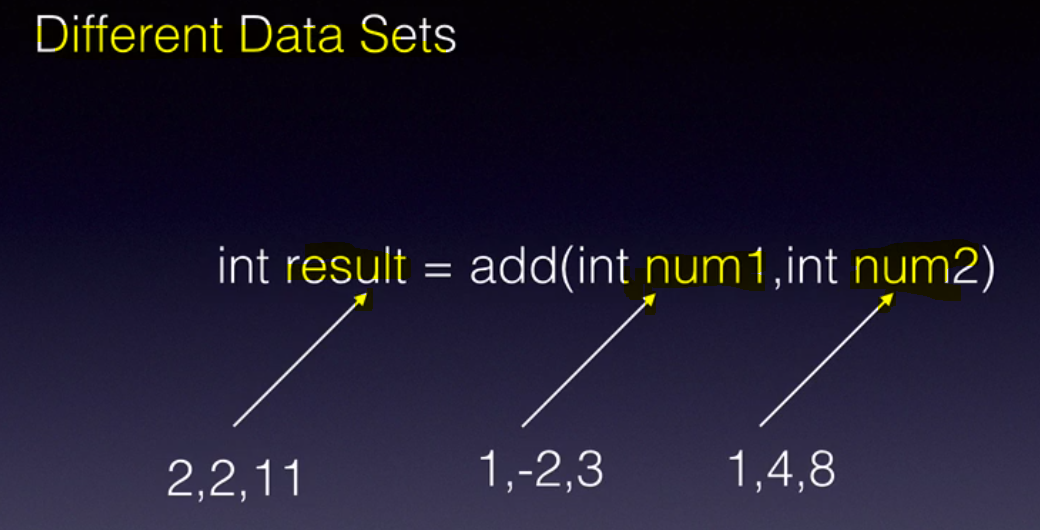 Different Data Sets
int result = add(int num1,int num2)
2,2,11 1,-2,3 1,4,8